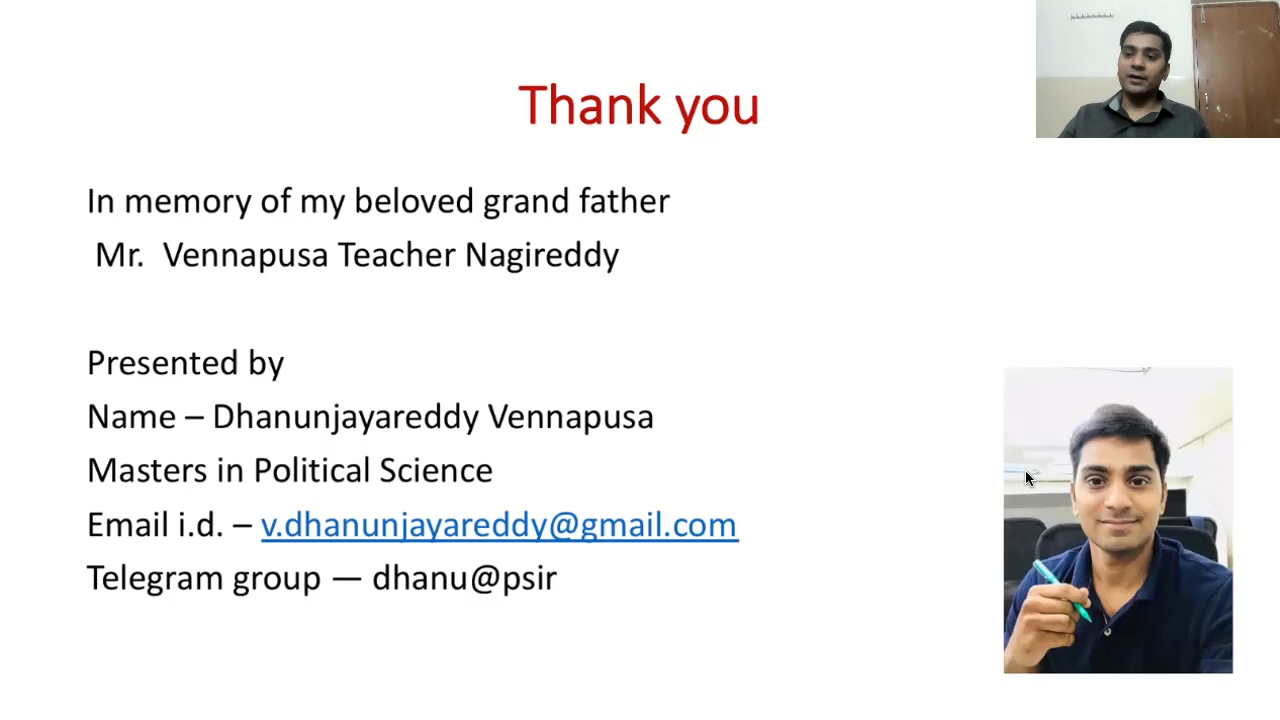 Thank you
In memory of my beloved grand father
Mr. Vennapusa Teacher Nagireddy
Presented by
Name – Dhanunjayareddy Vennapusa
Masters in Political Science
Email i.d. – v.dhanunjayareddy@gmail.com
Telegram group — dhanu@psir